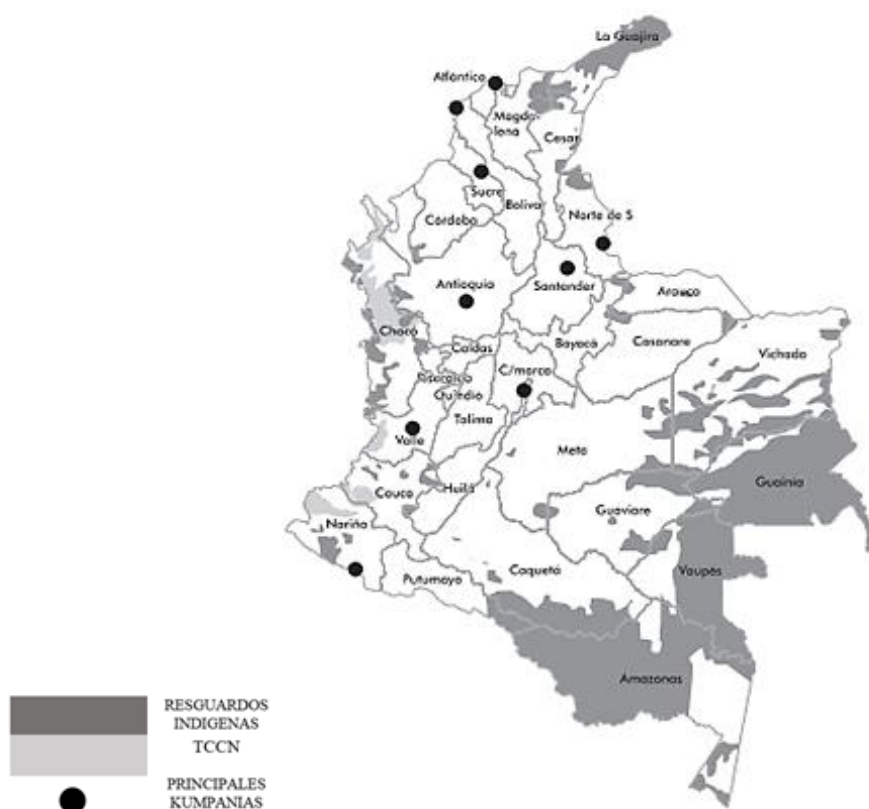 La Guajira
Atlántico
Magda-
lena
Cesar
Sucre
Bolívar
Córdoba
Norte de S
Antioquia
Santander
Arauca
Chocó
Caldas
Boyacá
Casanare
Vichada
Risaralda
C/marca
Quindío
Tolima
Valle
Meta
Guainía
Cauca
Huila
Guaviare
Nariño
Vaupés
Putumayo
Caquetá
Amazonas
RESGUARDOS
INDIGENAS
TCCN
PRINCIPALES
KUMPANIAS